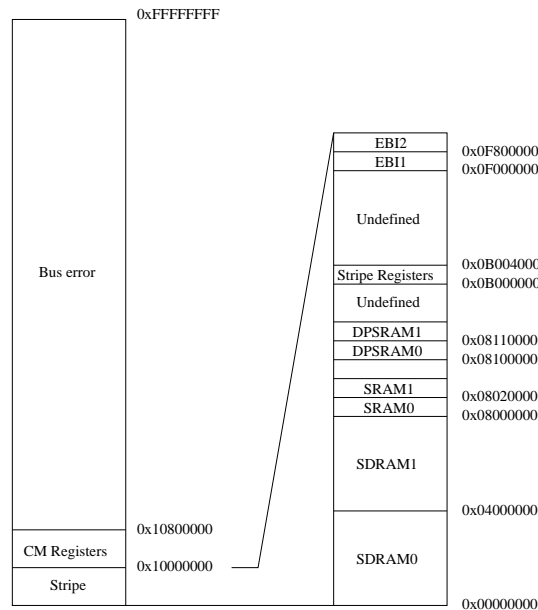 0xFFFFFFFF
Bus error
0x10800000
CM Registers
0x10000000
Stripe
EBI2
0x0F800000
EBI1
0x0F000000
Undefined
0x0B004000
Stripe Registers
0x0B000000
Undefined
DPSRAM1
0x08110000
DPSRAM0
0x08100000
SRAM1
0x08020000
SRAM0
0x08000000
SDRAM1
0x04000000
SDRAM0
0x00000000